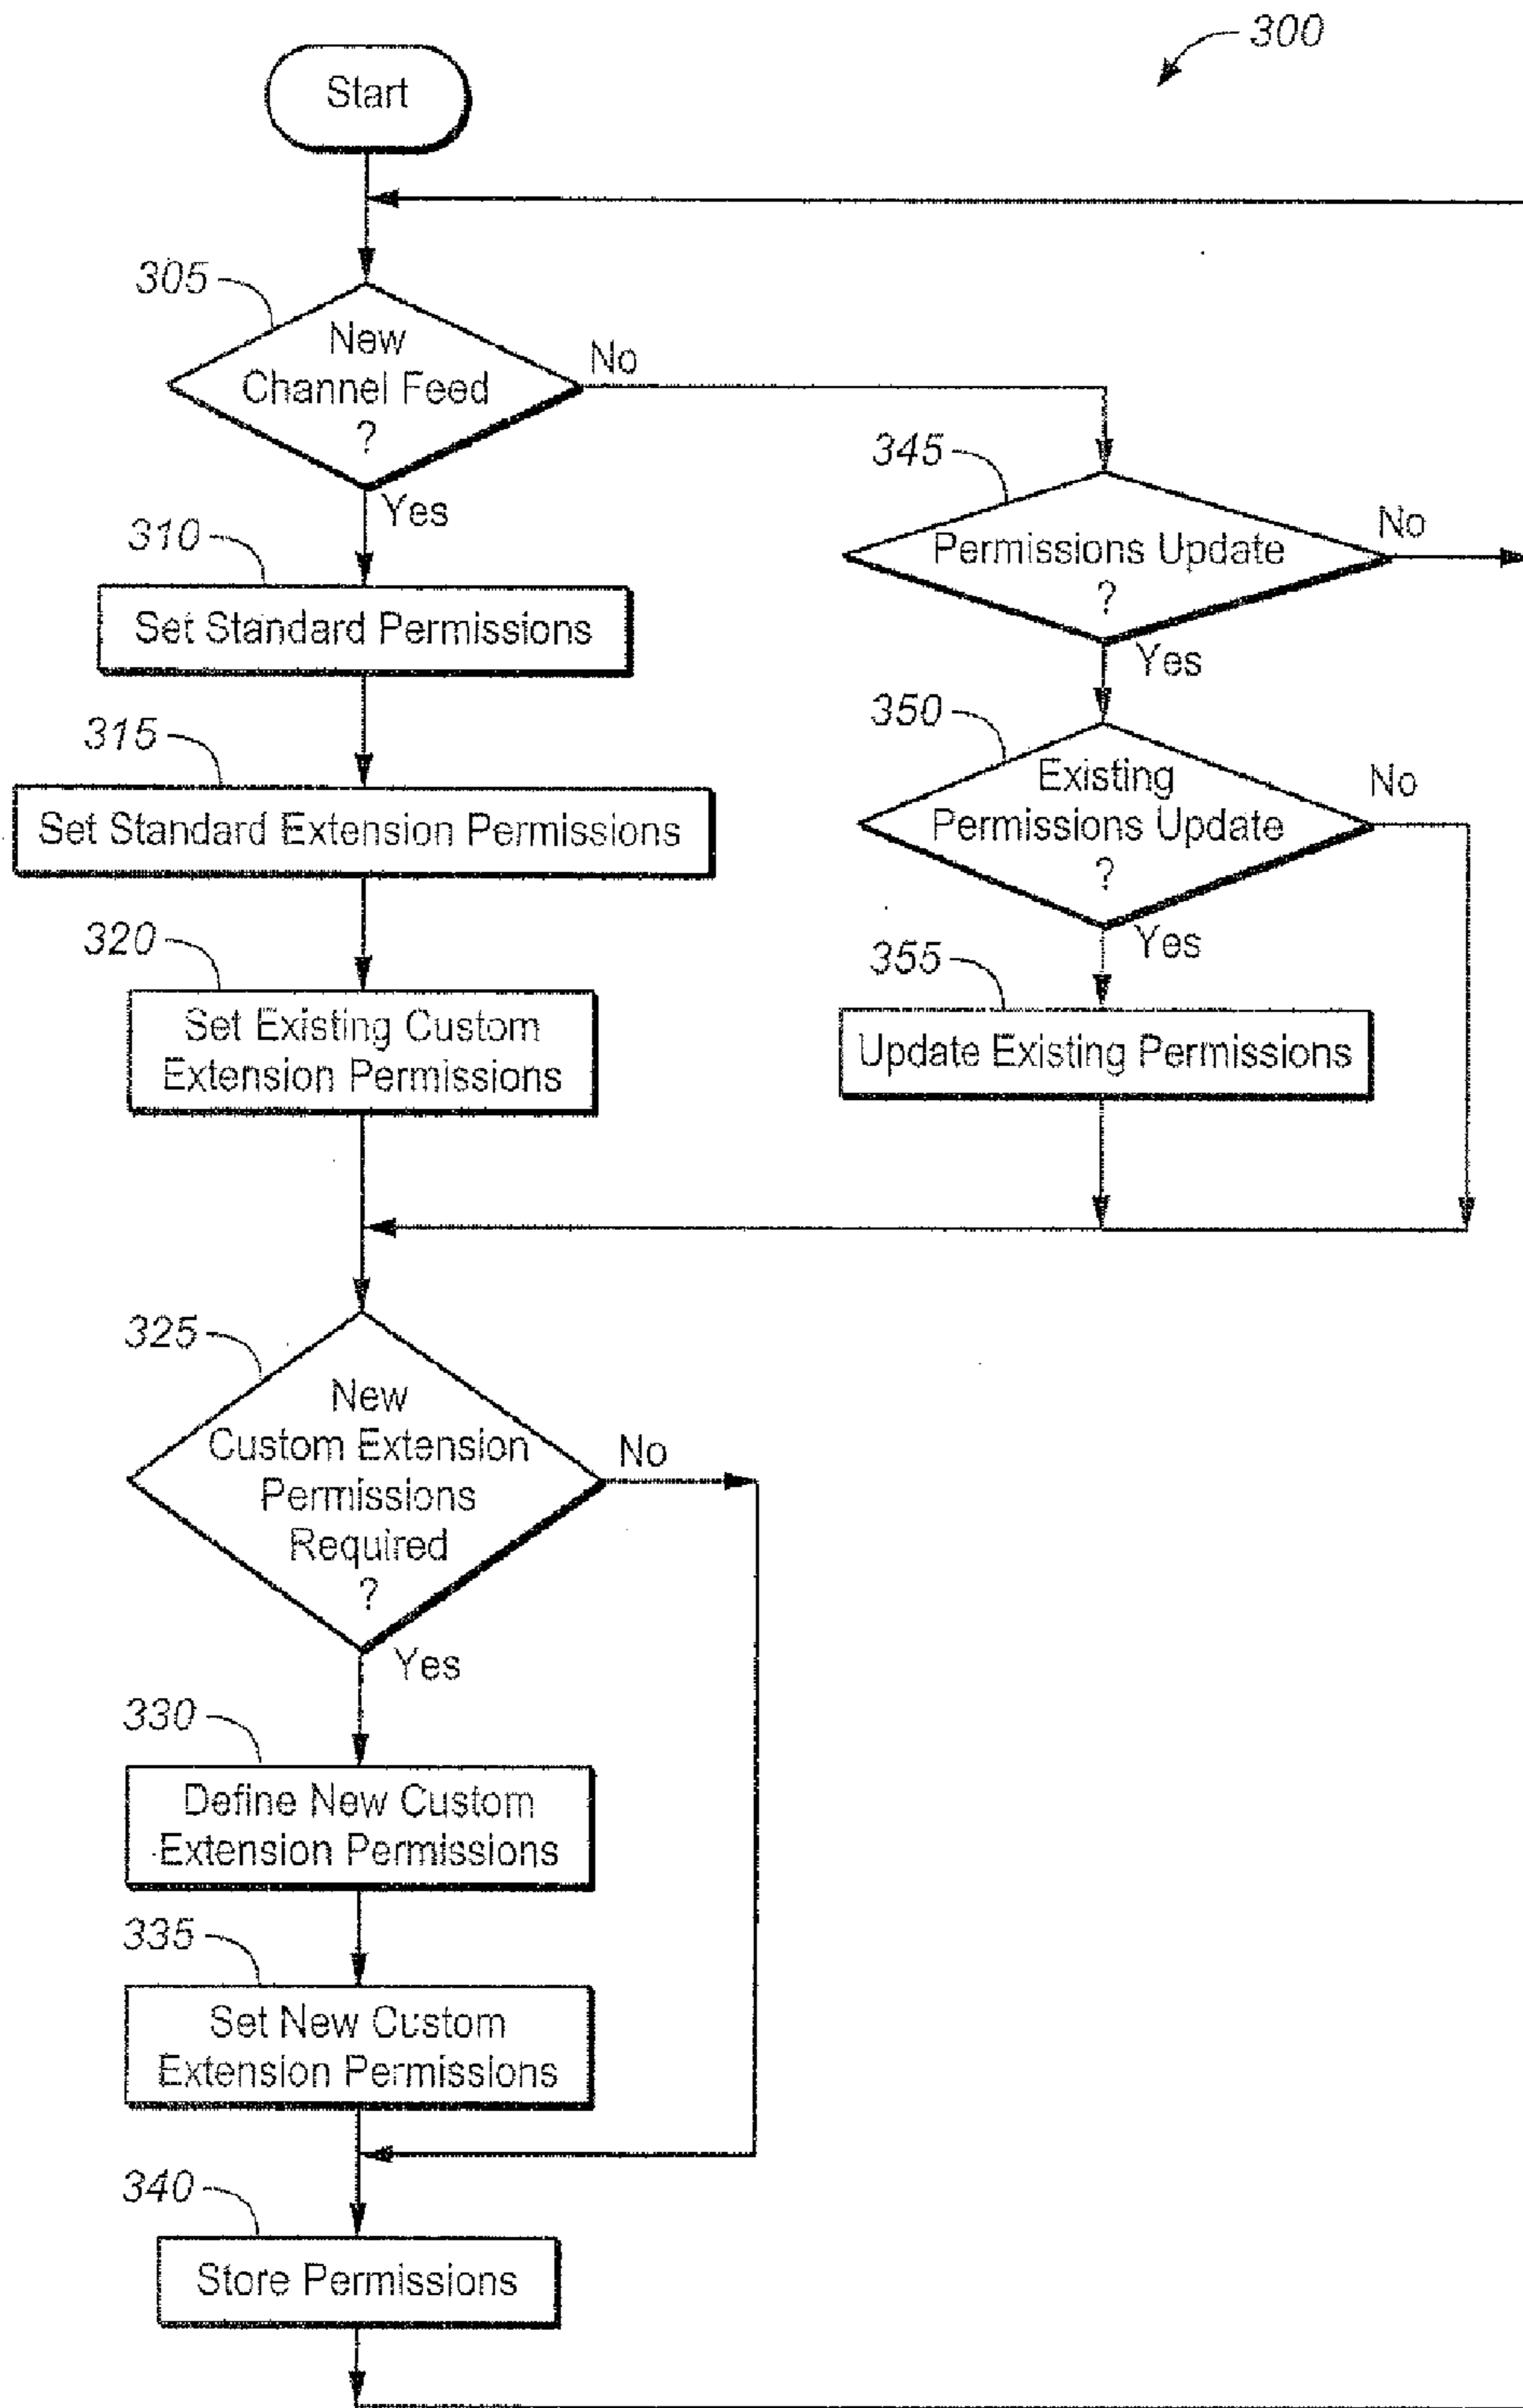 300
Start
305
New
Channel Feed
?
No
Yes
345
Permissions Update
?
No
Yes
310
Set Standard Permissions
315
Set Standard Extension Permissions
350
Existing
Permissions Update
?
No
Yes
320
Set Existing Custom
Extension Permissions
355
Update Existing Permissions
325
New
Custom Extension
Permissions
Required
?
No
Yes
330
Define New Custom
Extension Permissions
335
Set New Custom
Extension Permissions
340
Store Permissions